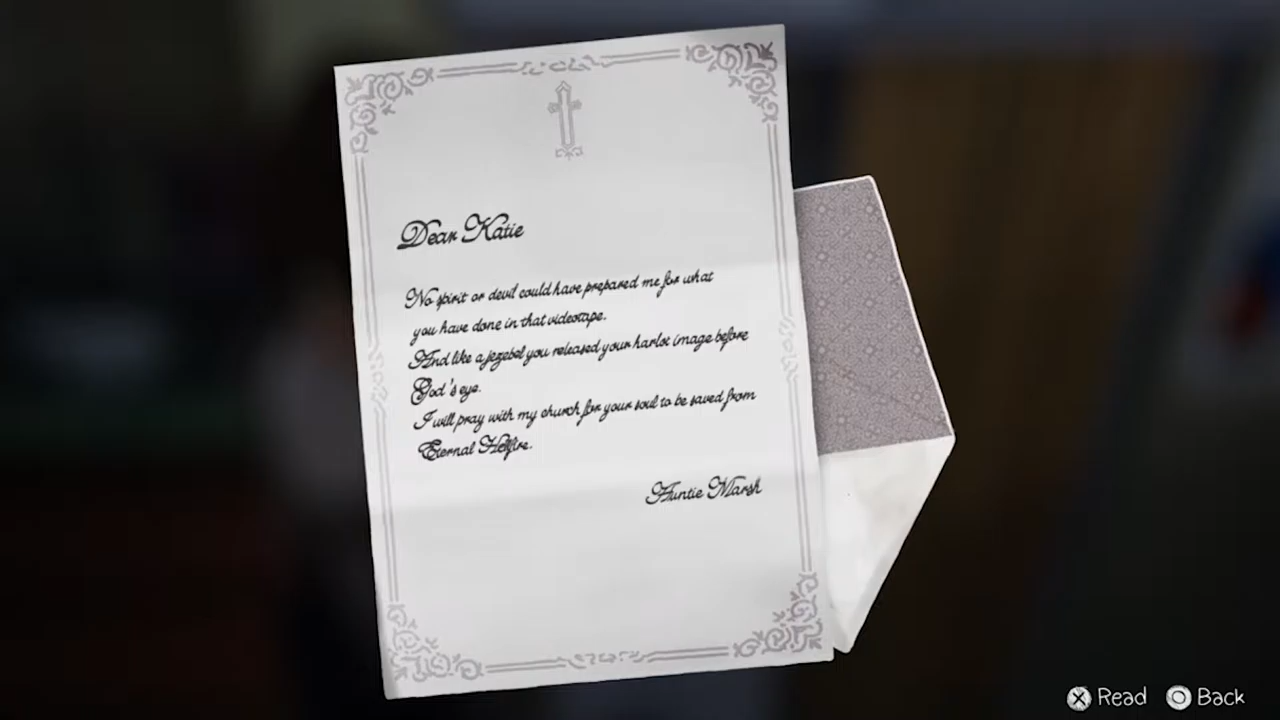 Dear Katie
No spirit or devil could have prepared me for what
you have done in that videotape.
And like a jezebel you released your harlot image before
God's eye.
I will pray with my church for your soul to be saved from
Eternal Hellfire.
Auntie Marsh
Read Back